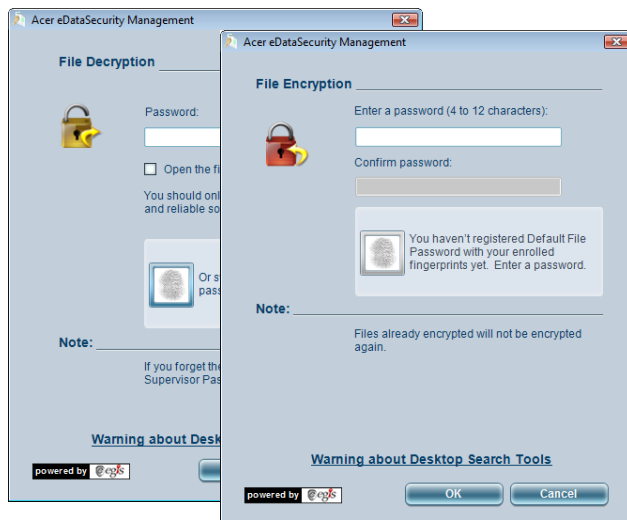 Acer eDataSecurity Management
File Decryption
Password:
Open the fi
You should onl
and reliable so
Or s
pass
Note:
If you forget the
Supervisor Pas
Warning about Desk
powered by egis
Acer eDataSecurity Management
File Encryption
Enter a password (4 to 12 characters):
Confirm password:
You haven't registered Default File
Password with your enrolled
fingerprints yet. Enter a password.
Note:
Files already encrypted will not be encrypted
again.
Warning about Desktop Search Tools
powered by egis
OK
Cancel